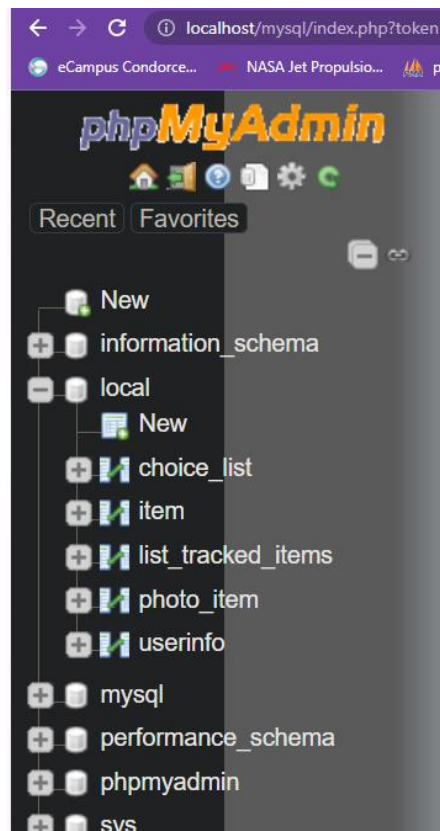 localhost/mysql/index.php?token
eCampus Condorce... NASA Jet Propulsio... p
phpMyAdmin
Recent Favorites
New
information_schema
local
New
choice_list
item
list_tracked_items
photo_item
userinfo
mysql
performance_schema
phpmyadmin
sys